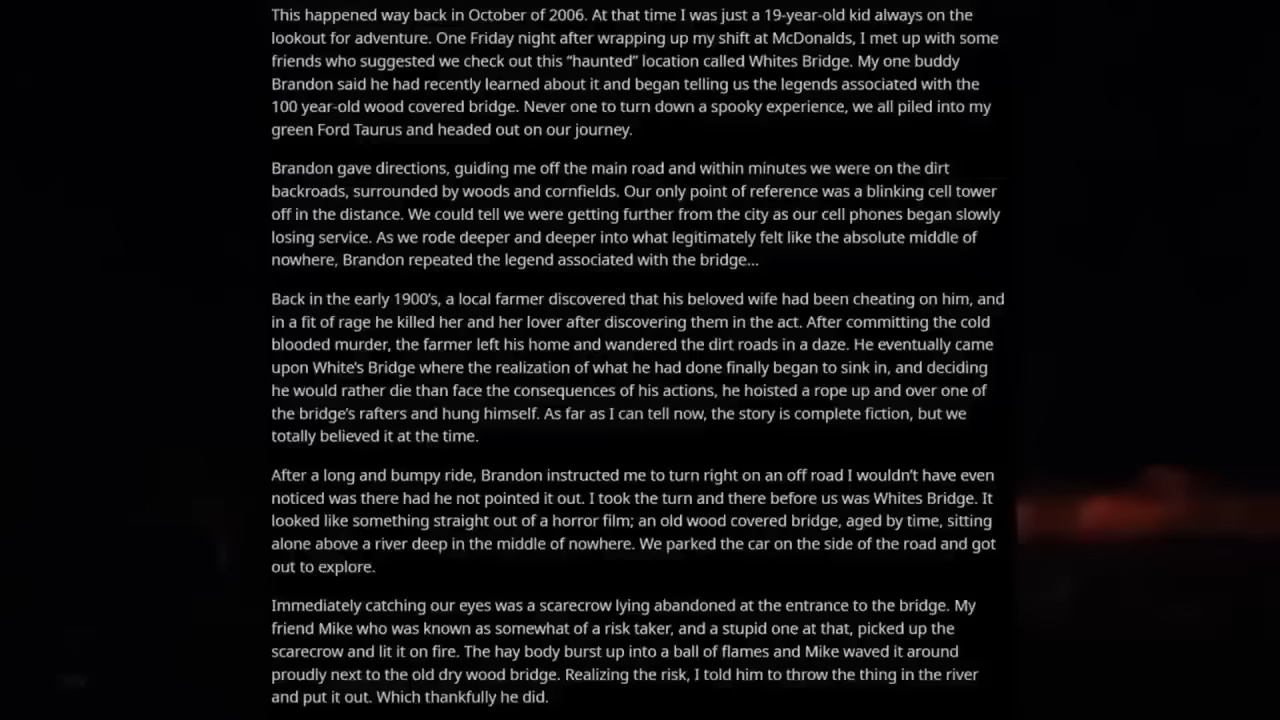 This happened way back in October of 2006. At that time I was just a 19-year-old kid always on the
lookout for adventure. One Friday night after wrapping up my shift at McDonalds, I met up with some
friends who suggested we check out this “haunted” location called Whites Bridge. My one buddy
Brandon said he had recently learned about it and began telling us the legends associated with the
100 year-old wood covered bridge. Never one to turn down a spooky experience, we all piled into my
green Ford Taurus and headed out on our journey.
Brandon gave directions, guiding me off the main road and within minutes we were on the dirt
backroads, surrounded by woods and cornfields. Our only point of reference was a blinking cell tower
off in the distance. We could tell we were getting further from the city as our cell phones began slowly
losing service. As we rode deeper and deeper into what legitimately felt like the absolute middle of
nowhere, Brandon repeated the legend associated with the bridge...
Back in the early 1900’s, a local farmer discovered that his beloved wife had been cheating on him, and
in a fit of rage he killed her and her lover after discovering them in the act. After committing the cold
blooded murder, the farmer left his home and wandered the dirt roads in a daze. He eventually came
upon White’s Bridge where the realization of what he had done finally began to sink in, and deciding
he would rather die than face the consequences of his actions, he hoisted a rope up and over one of
the bridge’s rafters and hung himself. As far as I can tell now, the story is complete fiction, but we
totally believed it at the time.
After a long and bumpy ride, Brandon instructed me to turn right on an off road I wouldn’t have even
noticed was there had he not pointed it out. I took the turn and there before us was Whites Bridge. It
looked like something straight out of a horror film; an old wood covered bridge, aged by time, sitting
alone above a river deep in the middle of nowhere. We parked the car on the side of the road and got
out to explore.
Immediately catching our eyes was a scarecrow lying abandoned at the entrance to the bridge. My
friend Mike who was known as somewhat of a risk taker, and a stupid one at that, picked up the
scarecrow and lit it on fire. The hay body burst up into a ball of flames and Mike waved it around
proudly next to the old dry wood bridge. Realizing the risk, I told him to throw the thing in the river
and put it out. Which thankfully he did.